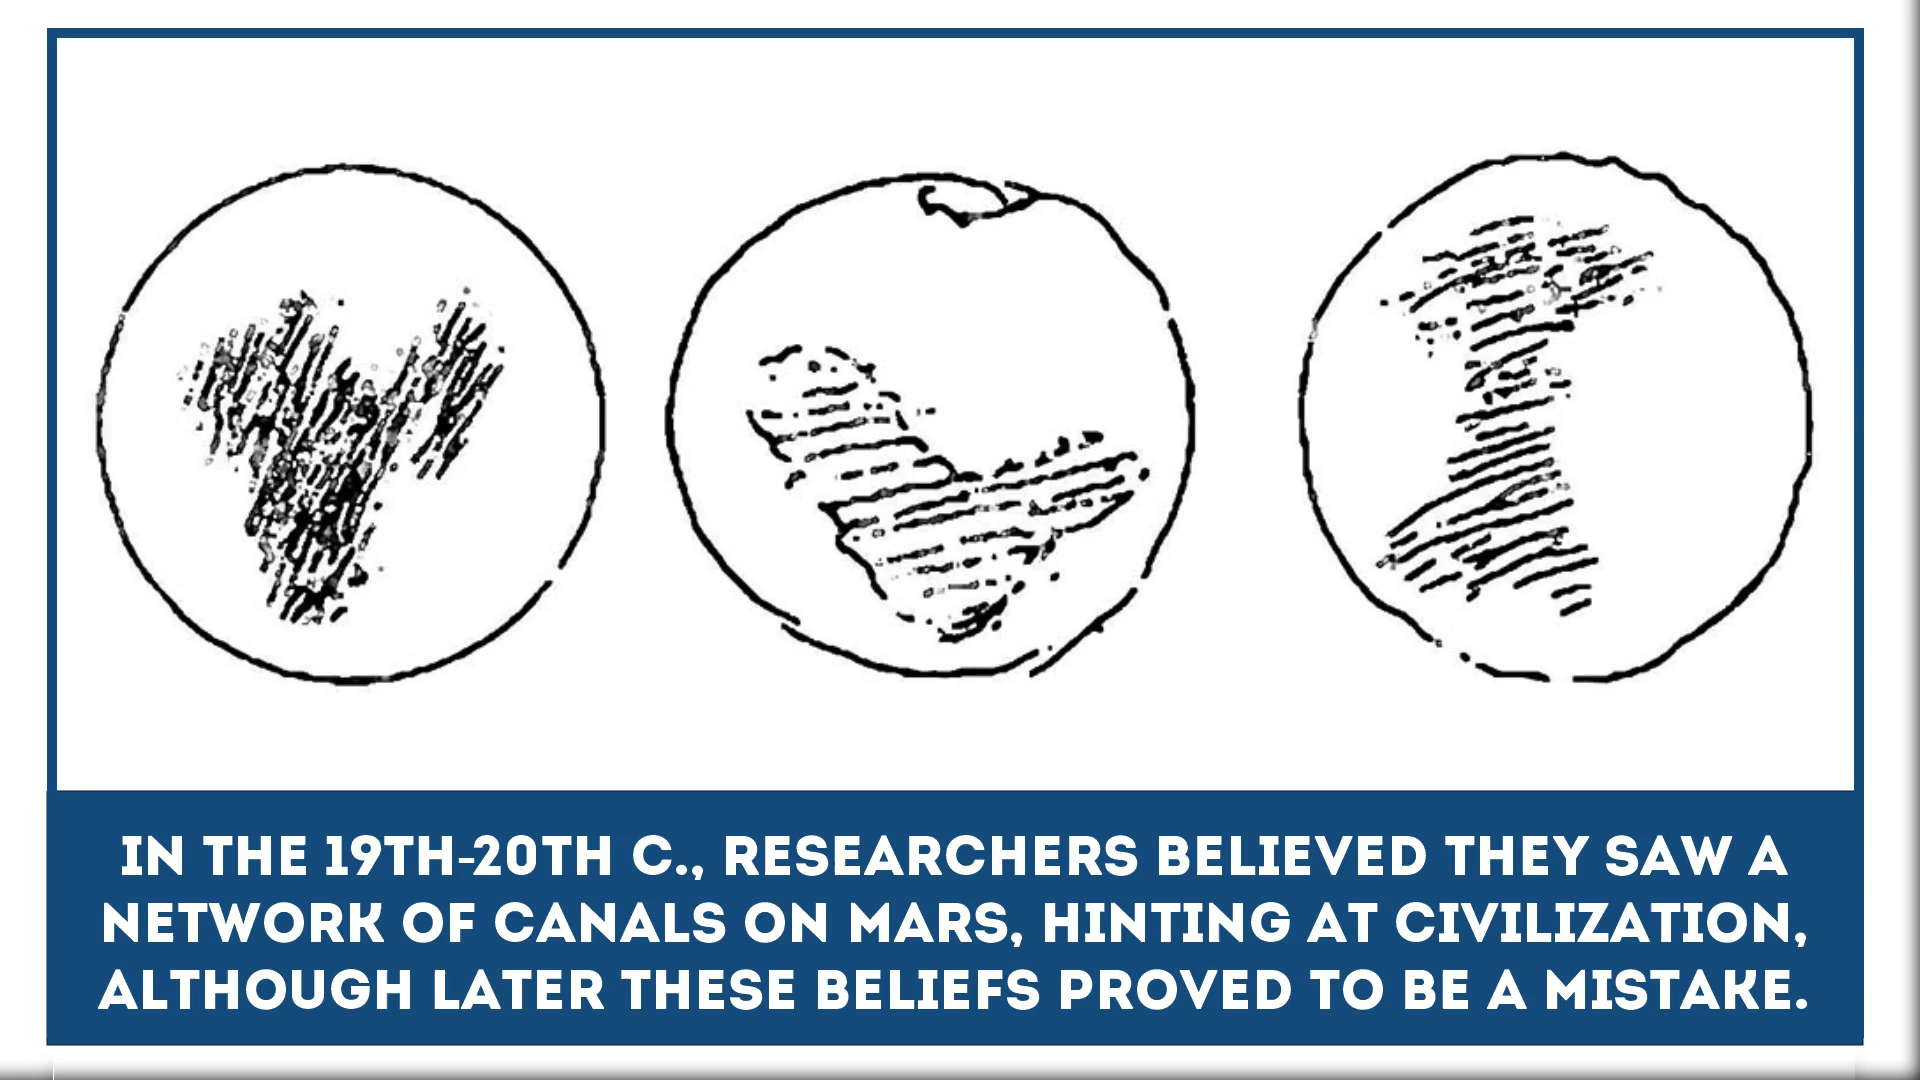 IN THE 19TH-20TH C., RESEARCHERS BELIEVED THEY SAW A
NETWORK OF CANALS ON MARS, HINTING AT CIVILIZATION,
ALTHOUGH LATER THESE BELIEFS PROVED TO BE A MISTAKE.